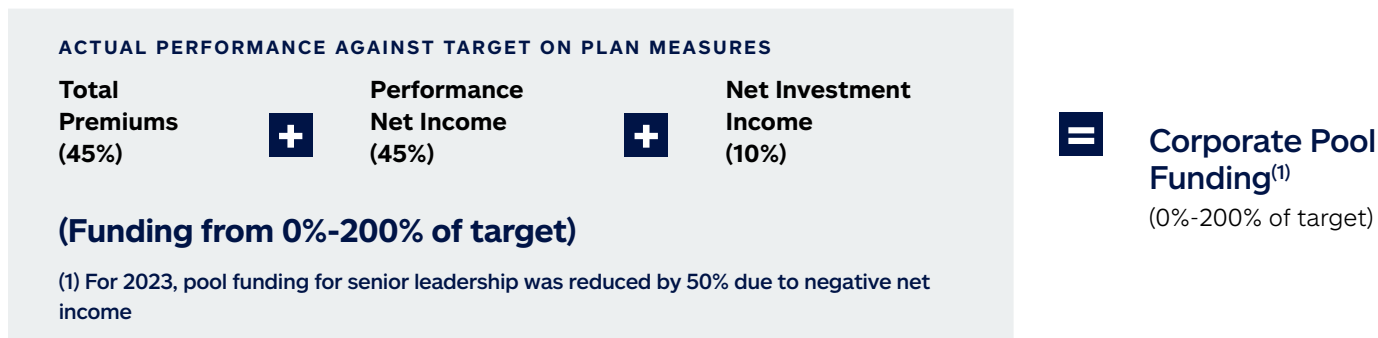 ACTUAL PERFORMANCE AGAINST TARGET ON PLAN MEASURES
Total
Premiums
(45%)
+
Performance
Net Income
(45%)
+
Net Investment
Income
(10%)
=
Corporate Pool
Funding(1)
(0%-200% of target)
(Funding from 0%-200% of target)
(1) For 2023, pool funding for senior leadership was reduced by 50% due to negative net
income